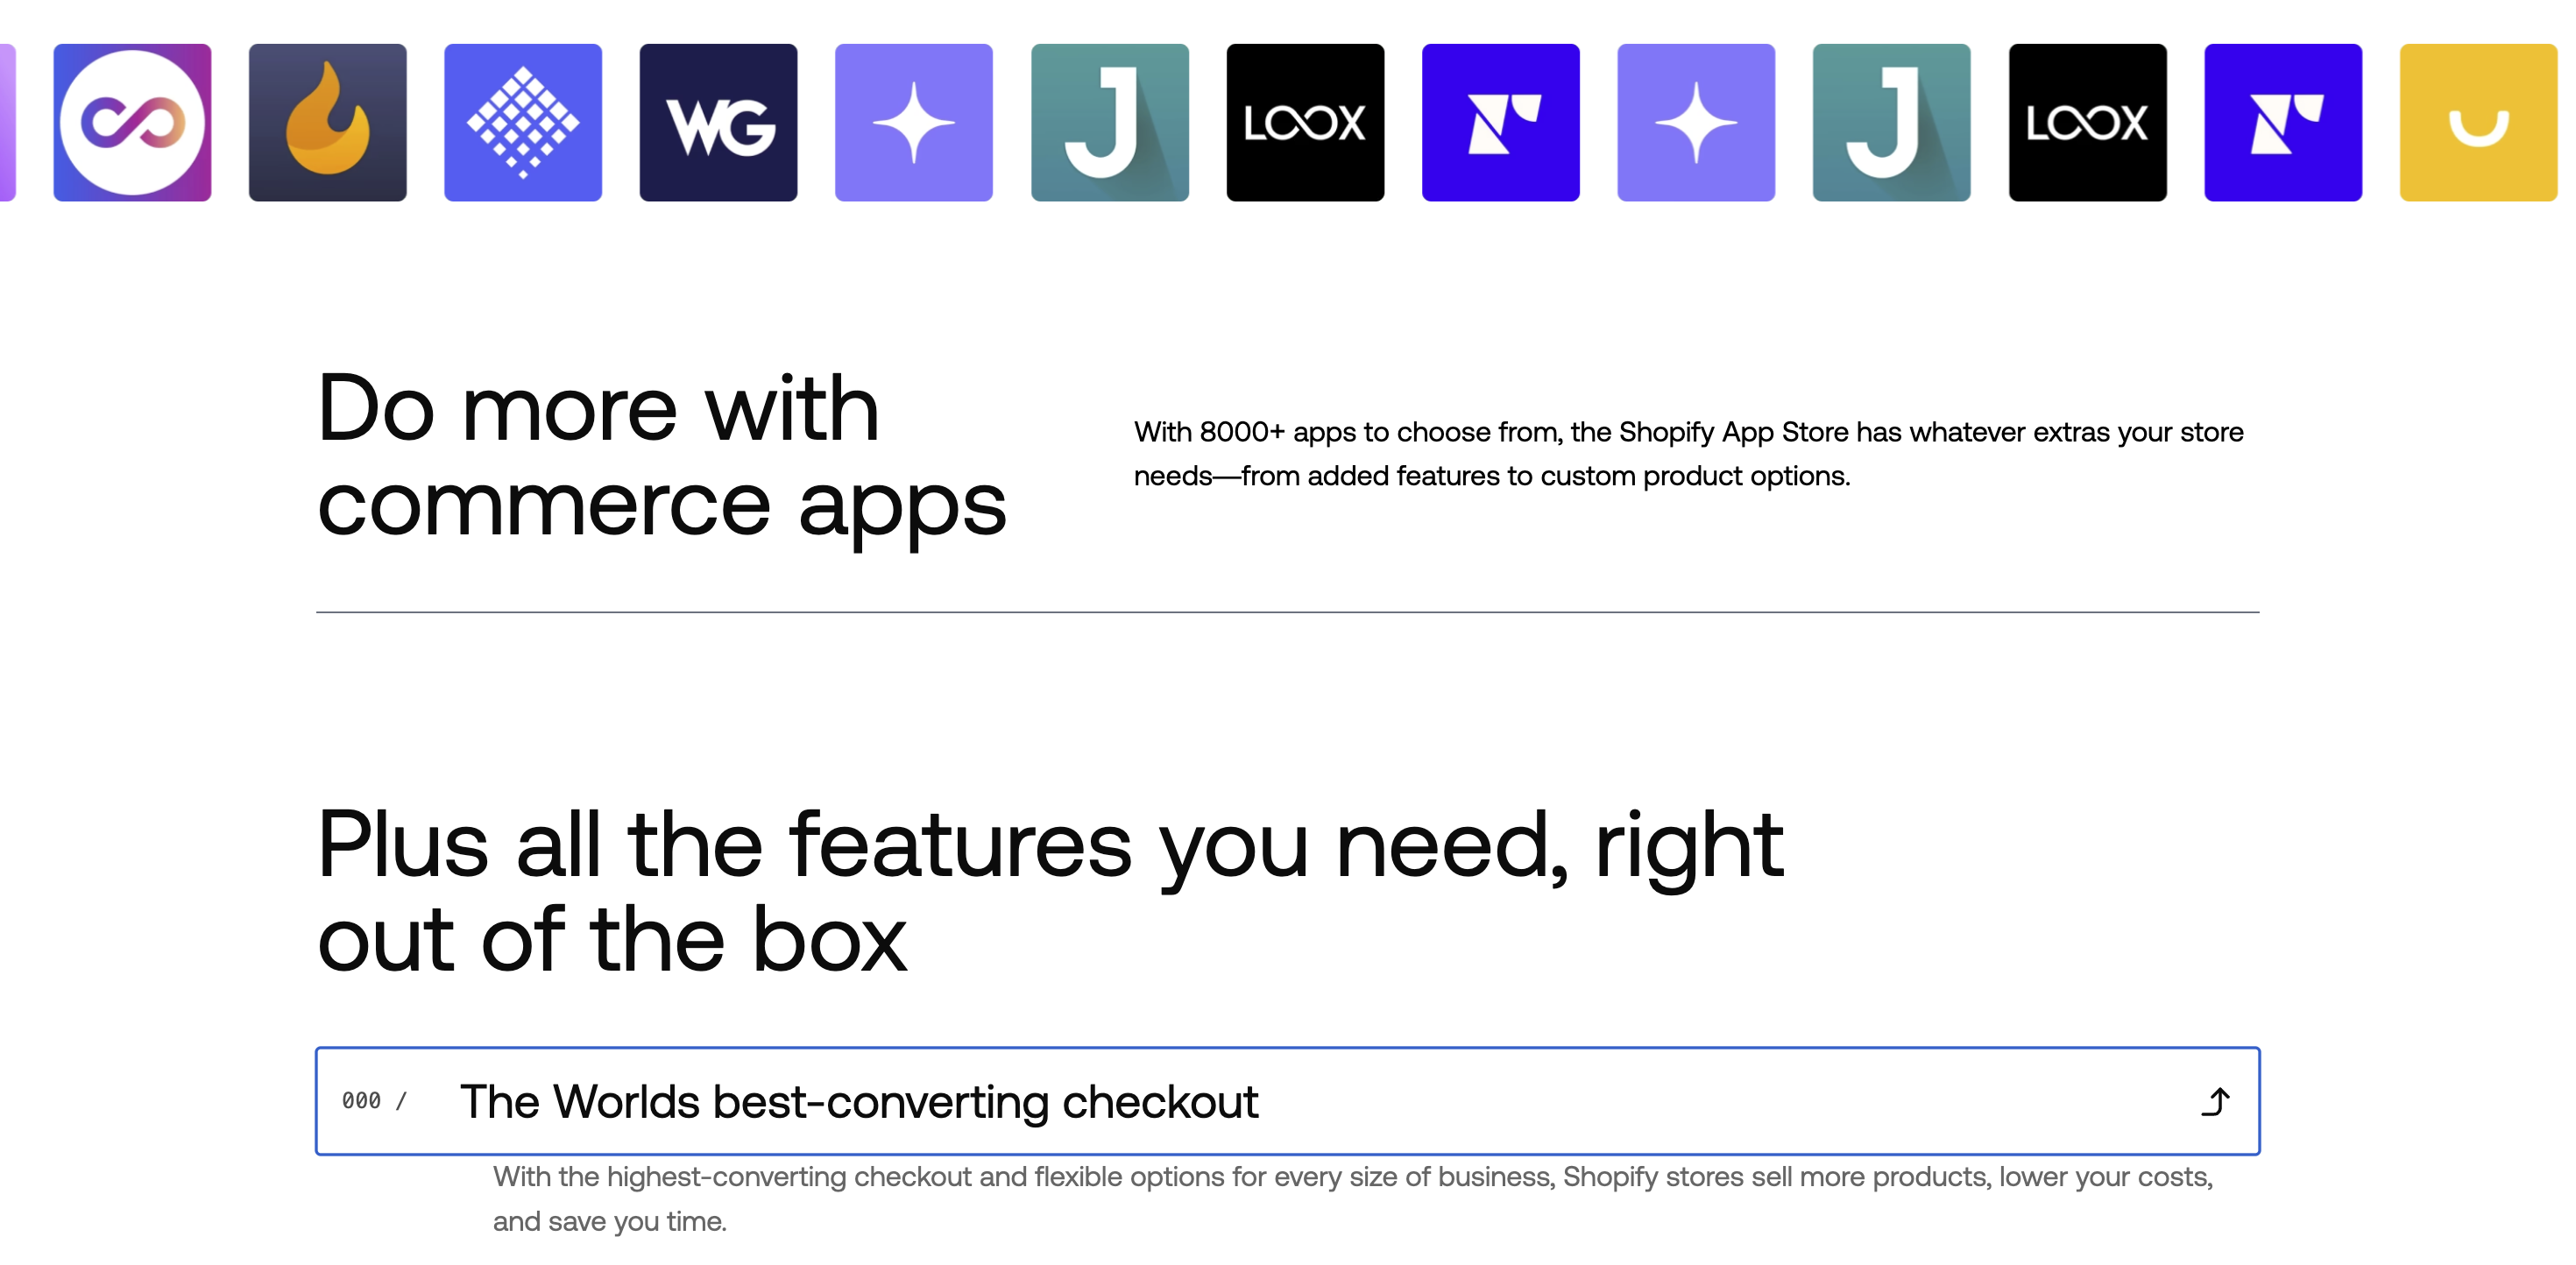 WG
J
LOOX
J
LOOX
Do more with
commerce apps
With 8000+ apps to choose from, the Shopify App Store has whatever extras your store
needs—from added features to custom product options.
Plus all the features you need, right
out of the box
000 /
The Worlds best-converting checkout
With the highest-converting checkout and flexible options for every size of business, Shopify stores sell more products, lower your costs,
and save you time.